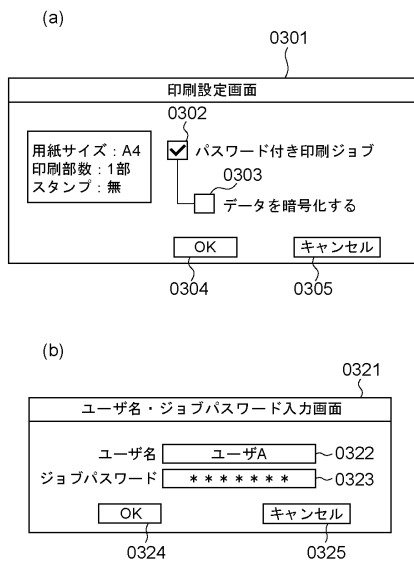 (a)
0301
印刷設定画面
0302
用紙サイズ：A4
印刷部数：1部
スタンプ：無
パスワード付き印刷ジョブ
0303
データを暗号化する
OK
キャンセル
0304
0305
(b)
0321
ユーザ名・ジョブパスワード入力画面
ユーザ名 ユーザA 0322
ジョブパスワード ******* 0323
OK
キャンセル
0324
0325